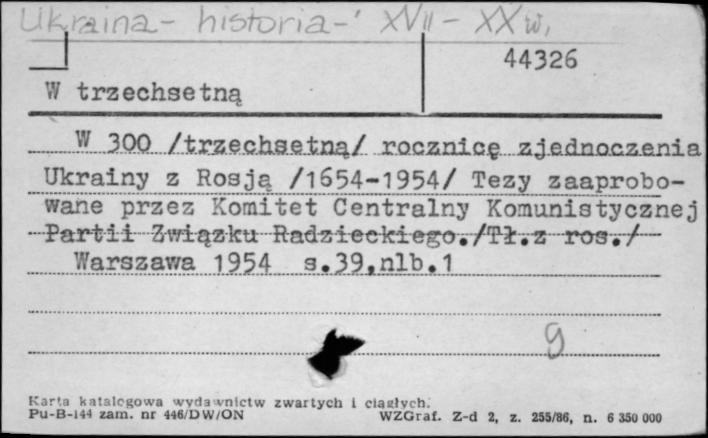 Ukraina - historia - XVII - XX w.
44326
W trzechsetną
W 300 /trzechsetną/ rocznicę zjednoczenia
Ukrainy z Rosją /1654-1954/ Tezy zaaprobo-
wane przez Komitet Centralny Komunistycznej
Partii Związku Radzieckiego./Tł.z ros./
Warszawa 1954 s.39,nlb.1
g
Karta katalogowa wydawnictw zwartych i ciągłych.
Pu-B-144 zam. nr 446/DW/ON WZGraf. Z-d 2, z. 255/86, n. 6 350 000